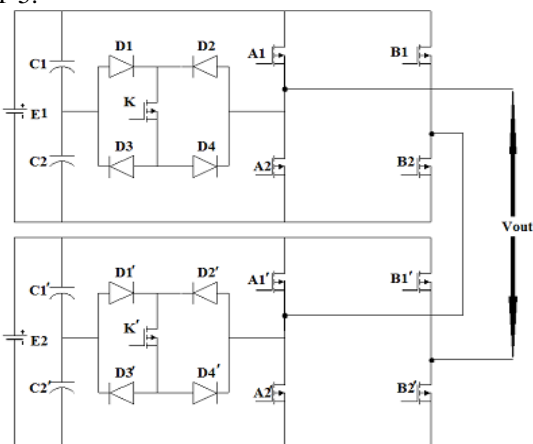 D1 D2 A1 B1
C1
K
E1
C2 D3 D4
A2 B2
Vout
D1′ D2′
C1′ A1′ B1′
K′
E2
C2′ D3′ D4′
A2′ B2′